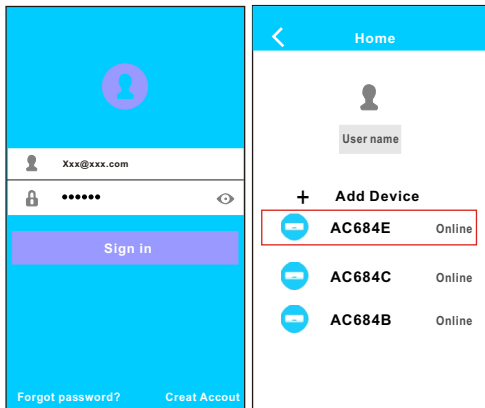 Xxx@xxx.com
••••••
Sign in
Forgot password?
Creat Accout
Home
User name
+ Add Device
AC684E Online
AC684C Online
AC684B Online